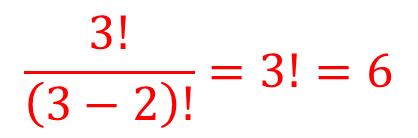 3!/(3 − 2)! = 3! = 6